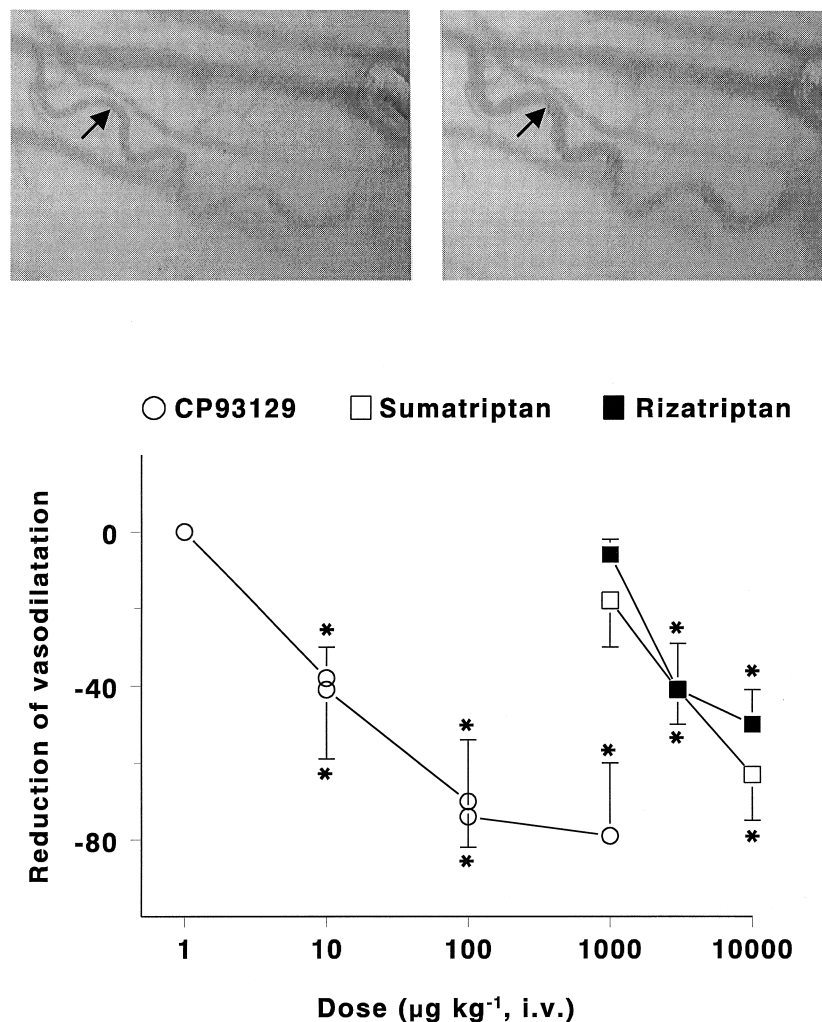 CP93129 Sumatriptan Rizatriptan
Reduction of vasodilatation
0
-40
-80
* * * * * * * * *
1 10 100 1000 10000
Dose (µg kg-1, i.v.)